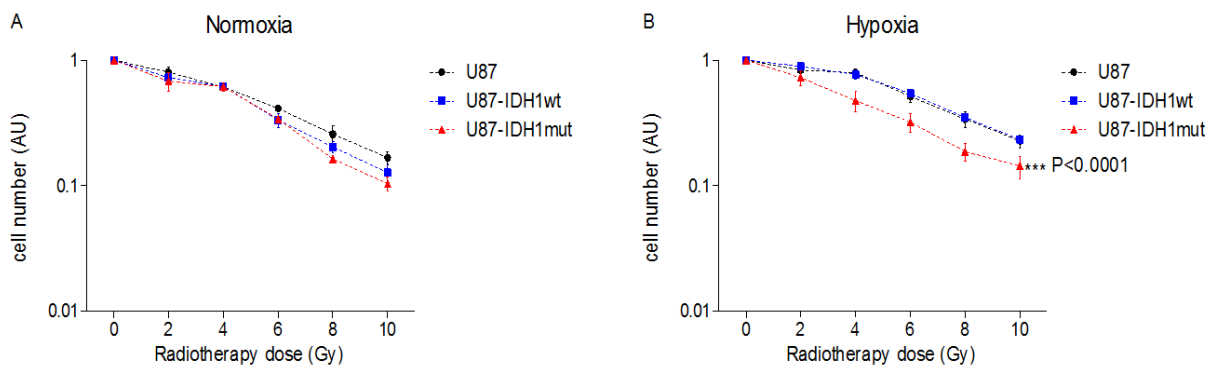 A
Normoxia
cell number (AU)
1
0.1
0.01
0 2 4 6 8 10
Radiotherapy dose (Gy)
U87
U87-IDH1wt
U87-IDH1mut
B
Hypoxia
cell number (AU)
1
0.1
0.01
0 2 4 6 8 10
Radiotherapy dose (Gy)
U87
U87-IDH1wt
U87-IDH1mut
*** P<0.0001